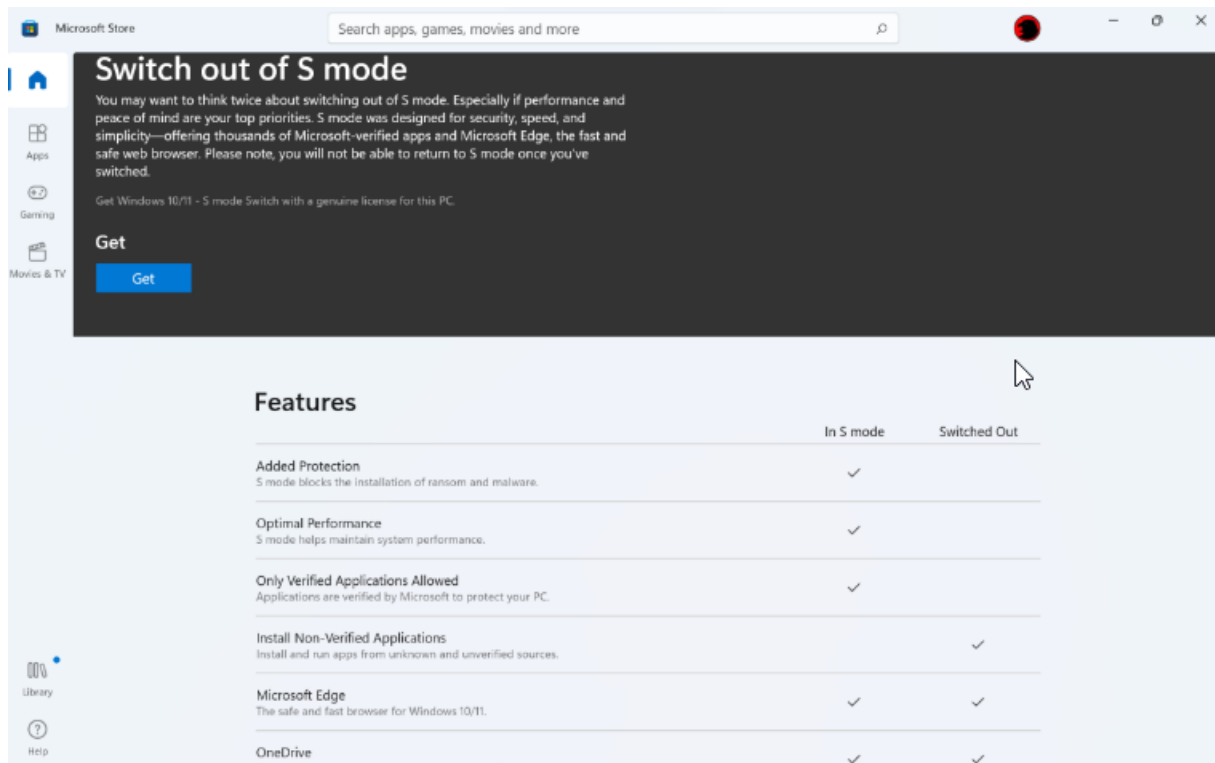 Microsoft Store
Search apps, games, movies and more
Switch out of S mode
You may want to think twice about switching out of S mode. Especially if performance and
peace of mind are your top priorities. S mode was designed for security, speed, and
simplicity—offering thousands of Microsoft-verified apps and Microsoft Edge, the fast and
safe web browser. Please note, you will not be able to return to S mode once you've
switched.
Get Windows 10/11 - S mode Switch with a genuine license for this PC.
Get
Get
Apps
Gaming
Movies & TV
Features
In S mode
Switched Out
Added Protection
S mode blocks the installation of ransom and malware.
Optimal Performance
S mode helps maintain system performance.
Only Verified Applications Allowed
Applications are verified by Microsoft to protect your PC.
Install Non-Verified Applications
Install and run apps from unknown and unverified sources.
Microsoft Edge
The safe and fast browser for Windows 10/11.
OneDrive
Library
Help